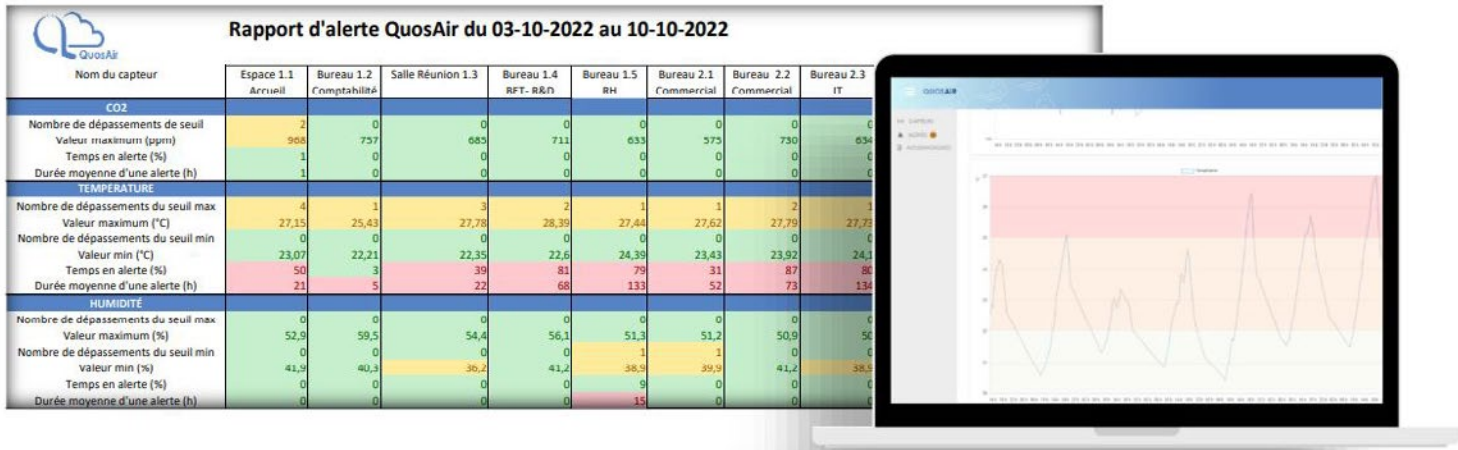 QuosAir
Rapport d'alerte QuosAir du 03-10-2022 au 10-10-2022
Nom du capteur Espace 1.1 Bureau 1.2 Salle Réunion 1.3 Bureau 1.4 Bureau 1.5 Bureau 2.1 Bureau 2.2 Bureau 2.3
Accueil Comptabilité BET- R&D RH Commercial Commercial IT
CO2
Nombre de dépassements de seuil 2 0 0 0 0 0 0 0
Valeur maximum (ppm) 968 757 685 711 633 575 730 634
Temps en alerte (%) 1 0 0 0 0 0 0 0
Durée moyenne d'une alerte (h) 1 0 0 0 0 0 0 0
TEMPÉRATURE
Nombre de dépassements du seuil max 4 1 3 2 1 1 2 1
Valeur maximum (°C) 27,15 25,43 27,78 28,39 27,44 27,62 27,79 27,73
Nombre de dépassements du seuil min 0 0 0 0 0 0 0 0
Valeur min (°C) 23,07 22,21 22,35 22,6 24,39 23,43 23,92 24,1
Temps en alerte (%) 50 3 39 81 79 31 87 80
Durée moyenne d'une alerte (h) 21 5 22 68 133 52 73 134
HUMIDITÉ
Nombre de dépassements du seuil max 0 0 0 0 0 0 0 0
Valeur maximum (%) 52,9 59,5 54,4 56,1 51,3 51,2 50,9 50
Nombre de dépassements du seuil min 0 0 0 0 1 1 0 0
Valeur min (%) 41,9 40,3 36,2 41,2 38,9 39,9 41,2 38,9
Temps en alerte (%) 0 0 0 0 9 0 0 0
Durée moyenne d'une alerte (h) 0 0 0 0 15 0 0 0
QUOSAIR
CAPTEURS
ALERTES